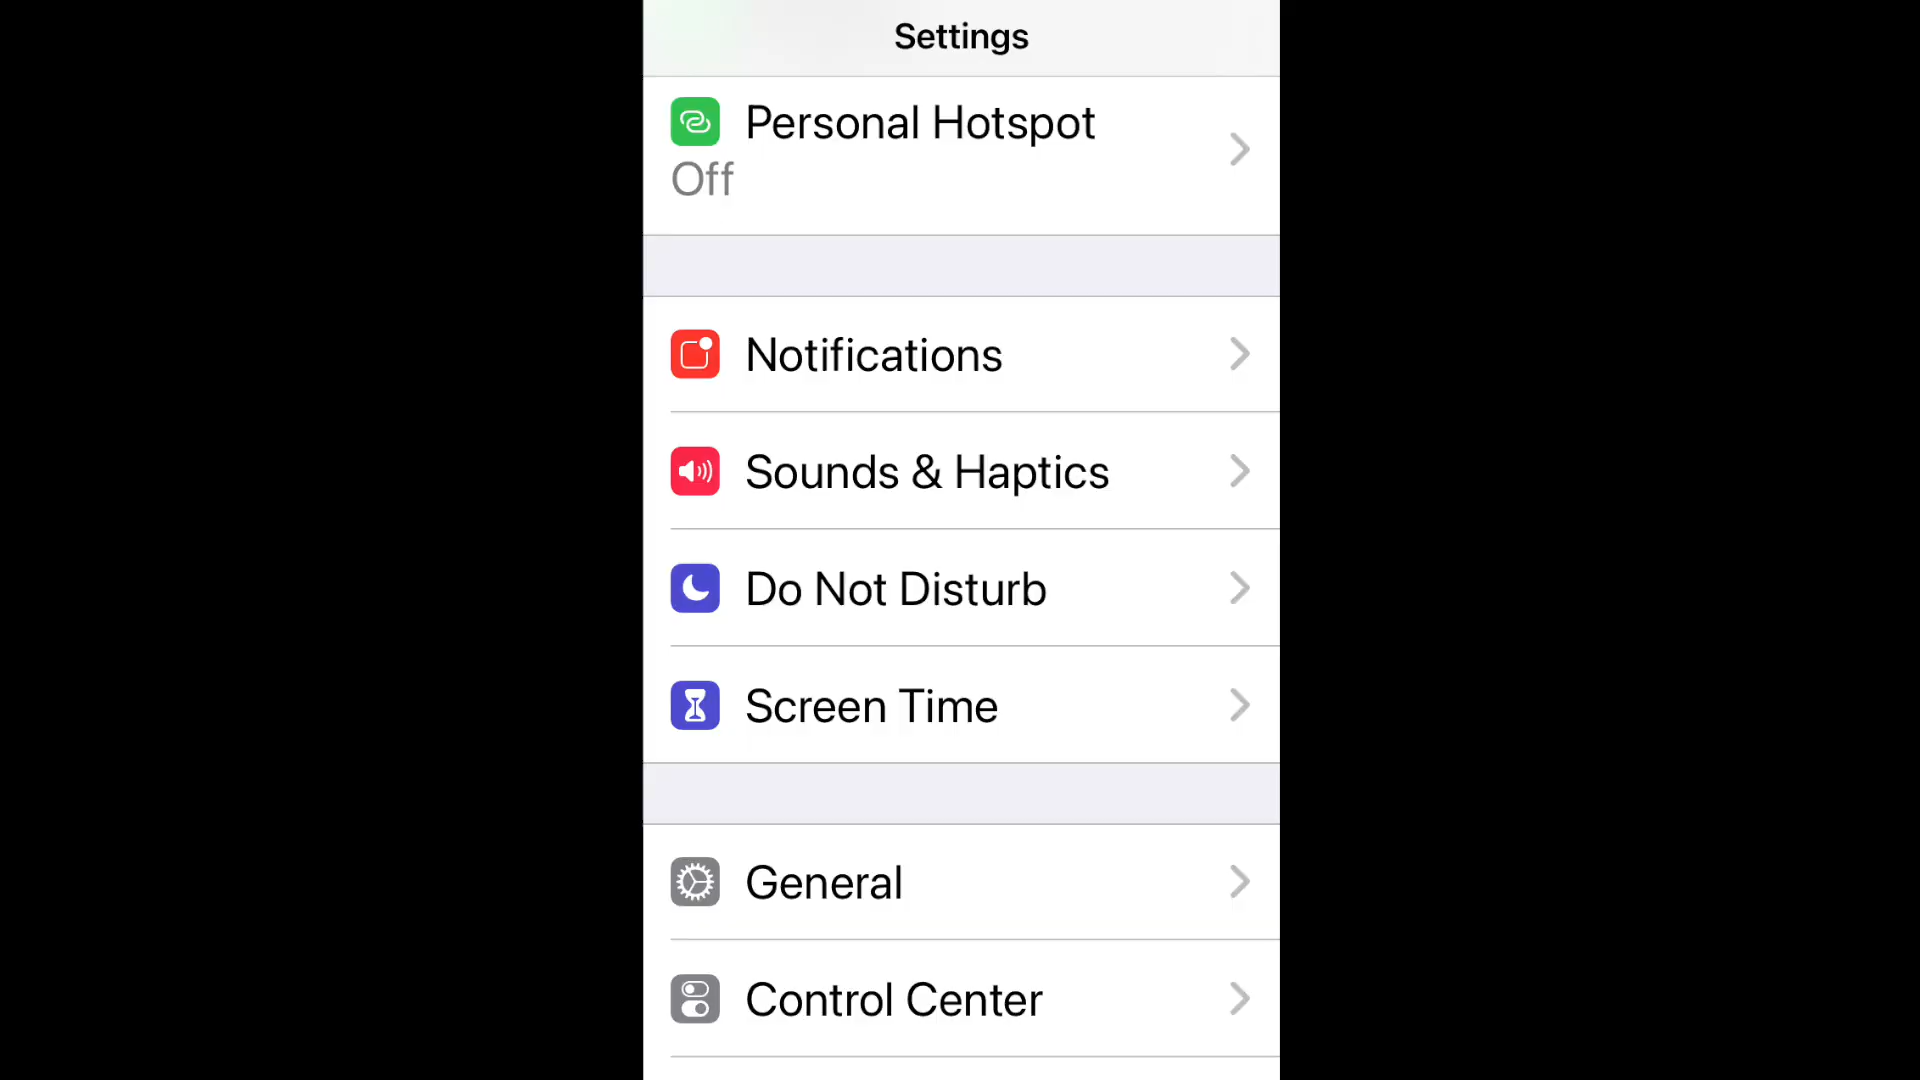 Settings
Personal Hotspot
Off
Notifications
Sounds & Haptics
Do Not Disturb
Screen Time
General
Control Center